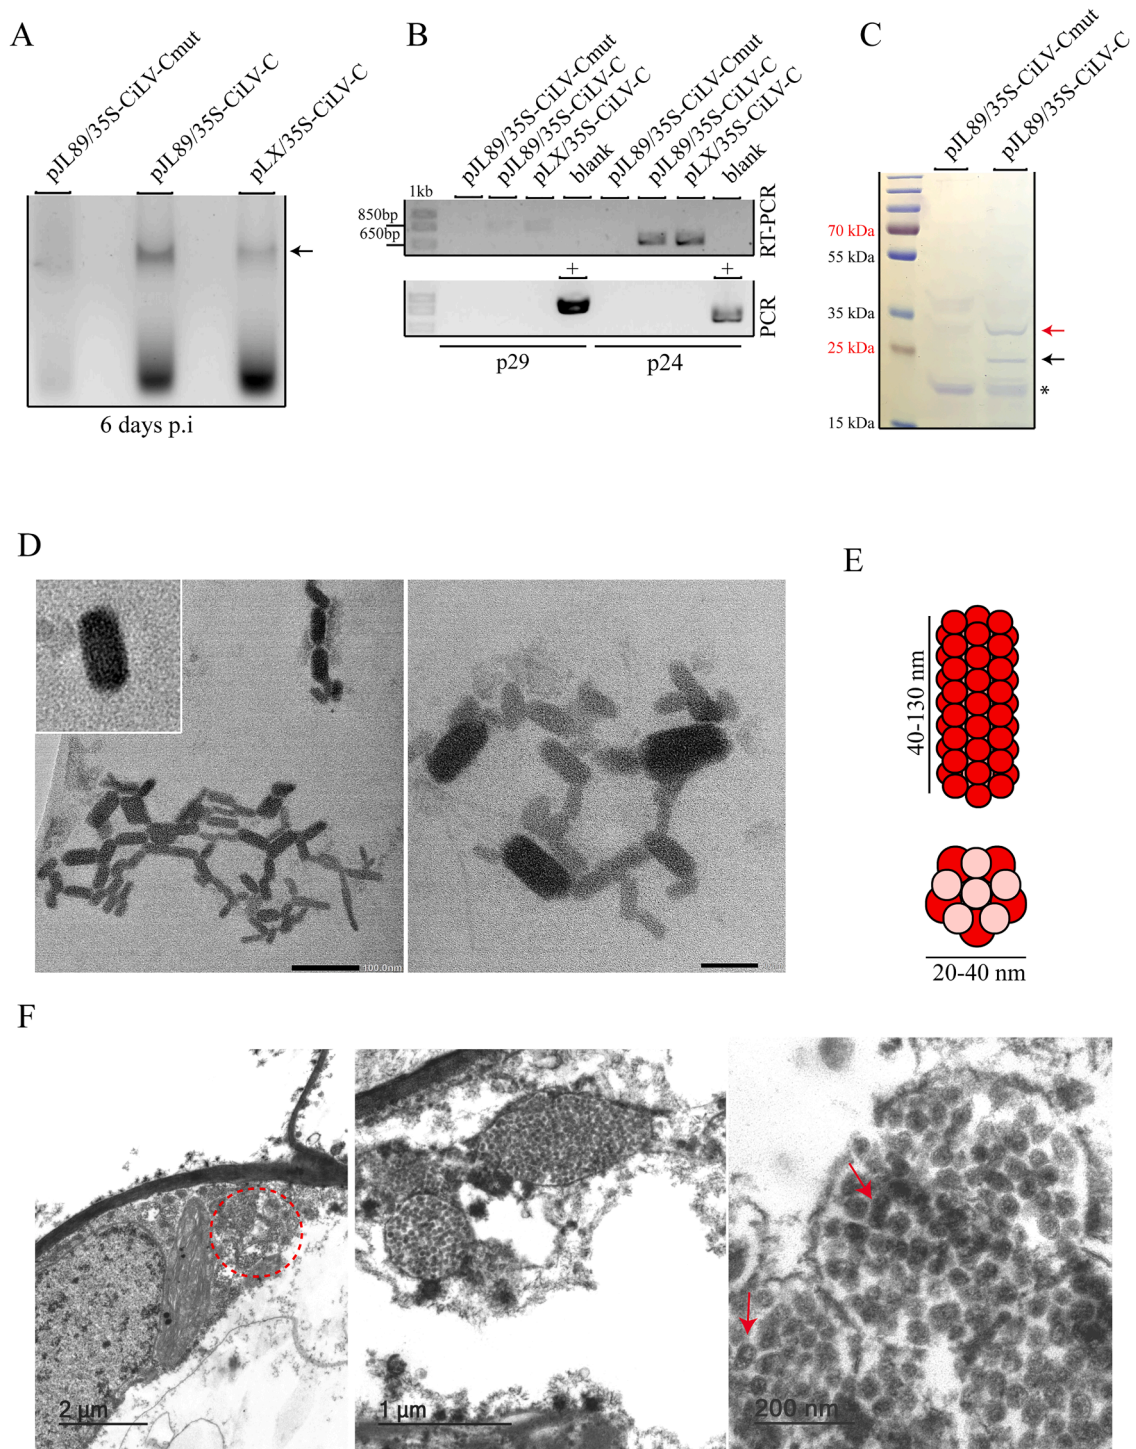 A
pJL89/35S-CiLV-Cmut
pJL89/35S-CiLV-C
pLX/35S-CiLV-C
6 days p.i
B
pJL89/35S-CiLV-Cmut
pJL89/35S-CiLV-C
pLX/35S-CiLV-C
blank
pJL89/35S-CiLV-Cmut
pJL89/35S-CiLV-C
pLX/35S-CiLV-C
blank
1kb
850bp
650bp
RT-PCR
+ +
PCR
p29 p24
C
pJL89/35S-CiLV-Cmut
pJL89/35S-CiLV-C
70 kDa
55 kDa
35 kDa
25 kDa
*
15 kDa
D
100.0nm
E
40-130 nm
20-40 nm
F
2 µm
1 µm
200 nm